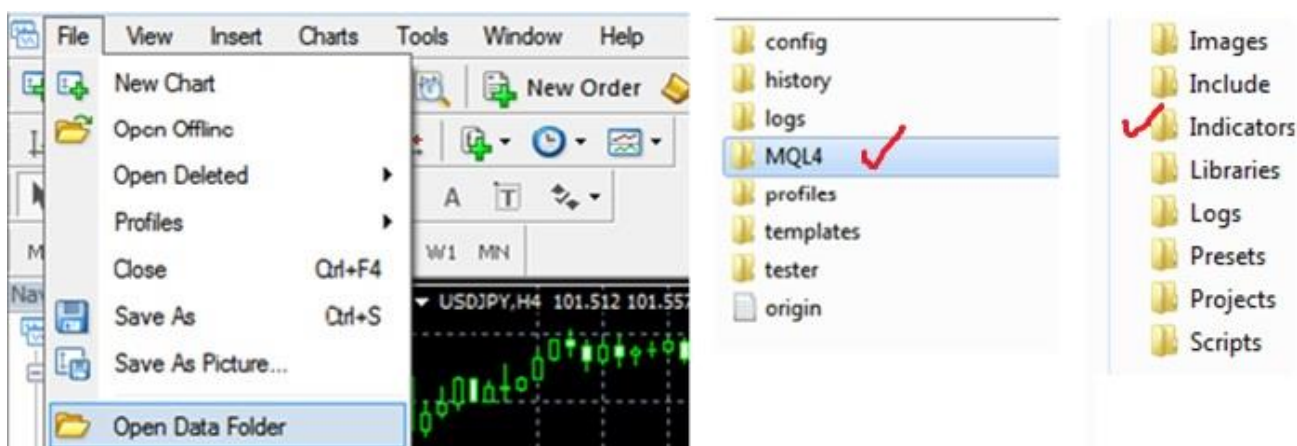 File View Insert Charts Tools Window Help
New Chart
New Order
Open Offline
Open Deleted
A T
Profiles
W1 MN
Close Ctrl+F4
USDJPY,H4 101.512 101.557
Save As Ctrl+S
Save As Picture...
Open Data Folder
config
history
logs
MQL4
profiles
templates
tester
origin
Images
Include
Indicators
Libraries
Logs
Presets
Projects
Scripts